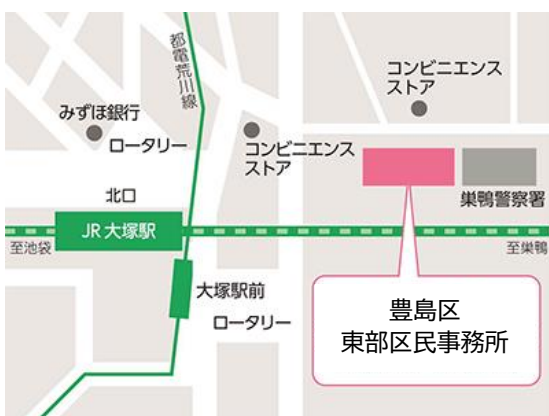 都電荒川線
コンビニエンス
ストア
みずほ銀行
ロータリー
コンビニエンス
ストア
巣鴨警察署
北口
JR 大塚駅
至池袋
至巣鴨
大塚駅前
ロータリー
豊島区
東部区民事務所